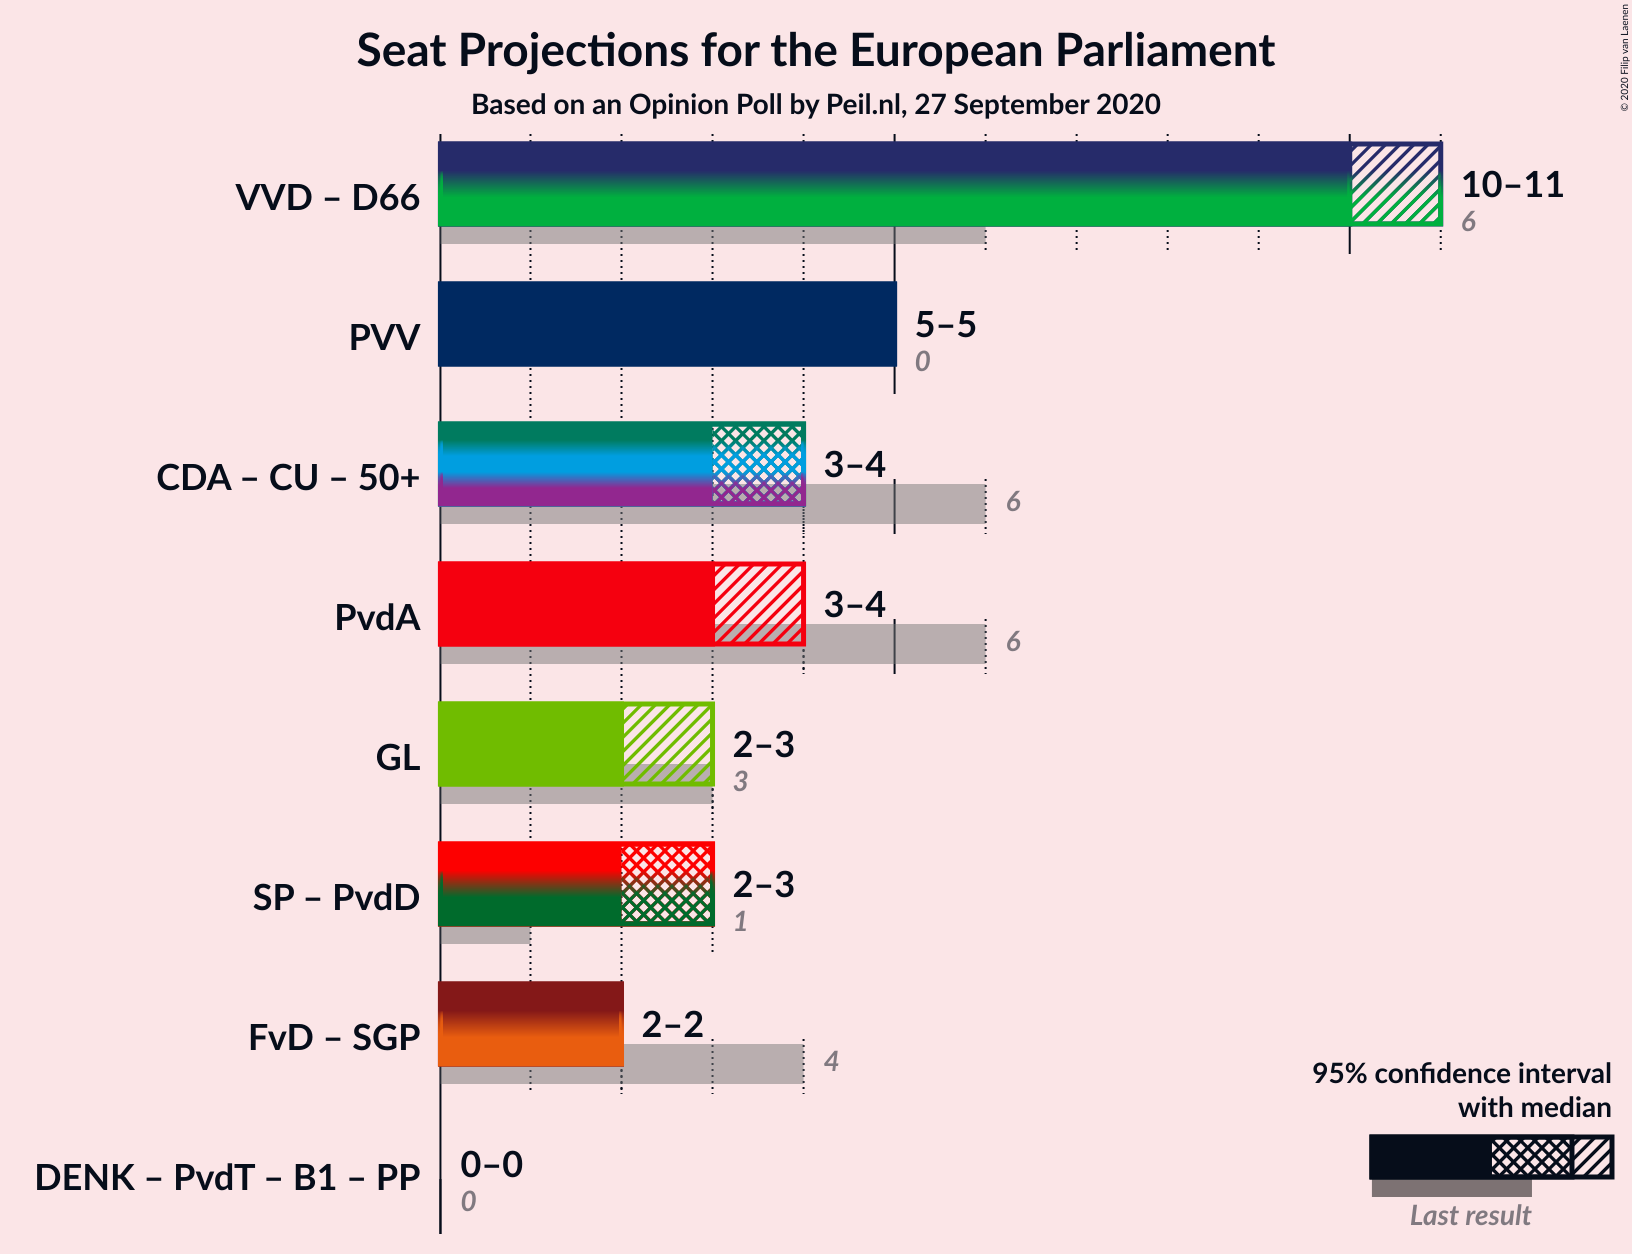 Seat Projections for the European Parliament
Based on an Opinion Poll by Peil.nl, 27 September 2020
© 2020 Filip van Laenen
VVD – D66
10–11
6
PVV
5–5
0
CDA – CU – 50+
3–4
6
PvdA
3–4
6
GL
2–3
3
SP – PvdD
2–3
1
FvD – SGP
2–2
4
DENK – PvdT – B1 – PP
0–0
0
95% confidence interval
with median
Last result